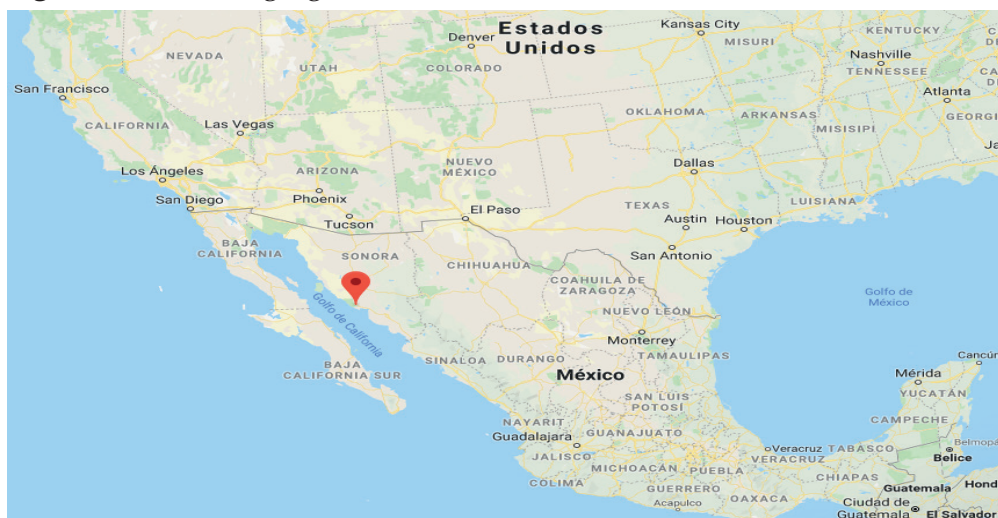 Estados
Unidos
Kansas City
Denver
MISURI
KENTUCKY
NEVADA
UTAH
COLORADO
Nashville
TENNESSEE
San Francisco
CALIFORNIA
Las Vegas
OKLAHOMA
ARKANSAS
MISISIPI
Atlanta
GEORGI
Los Ángeles
ARIZONA
NUEVO
MÉXICO
Dallas
San Diego
Phoenix
Tucson
El Paso
TEXAS
LUISIANA
Austin
Houston
San Antonio
BAJA
CALIFORNIA
SONORA
CHIHUAHUA
COAHUILA DE
ZARAGOZA
NUEVO LEÓN
Golfo de
México
Golfo de California
Monterrey
TAMAULIPAS
SINALOA
DURANGO
BAJA
CALIFORNIA SUR
México
SAN LUIS
POTOSÍ
Cancún
Mérida
YUCATÁN
NAYARIT
GUANAJUATO
Guadalajara
JALISCO
Veracruz
VERACRUZ
TABASCO
CAMPECHE
Belmopá
Belice
MICHOACÁN
PUEBLA
COLIMA
GUERRERO
CHIAPAS
Guatemala
Hond
Acapulco
OAXACA
Ciudad de
Guatemala
El Salvador